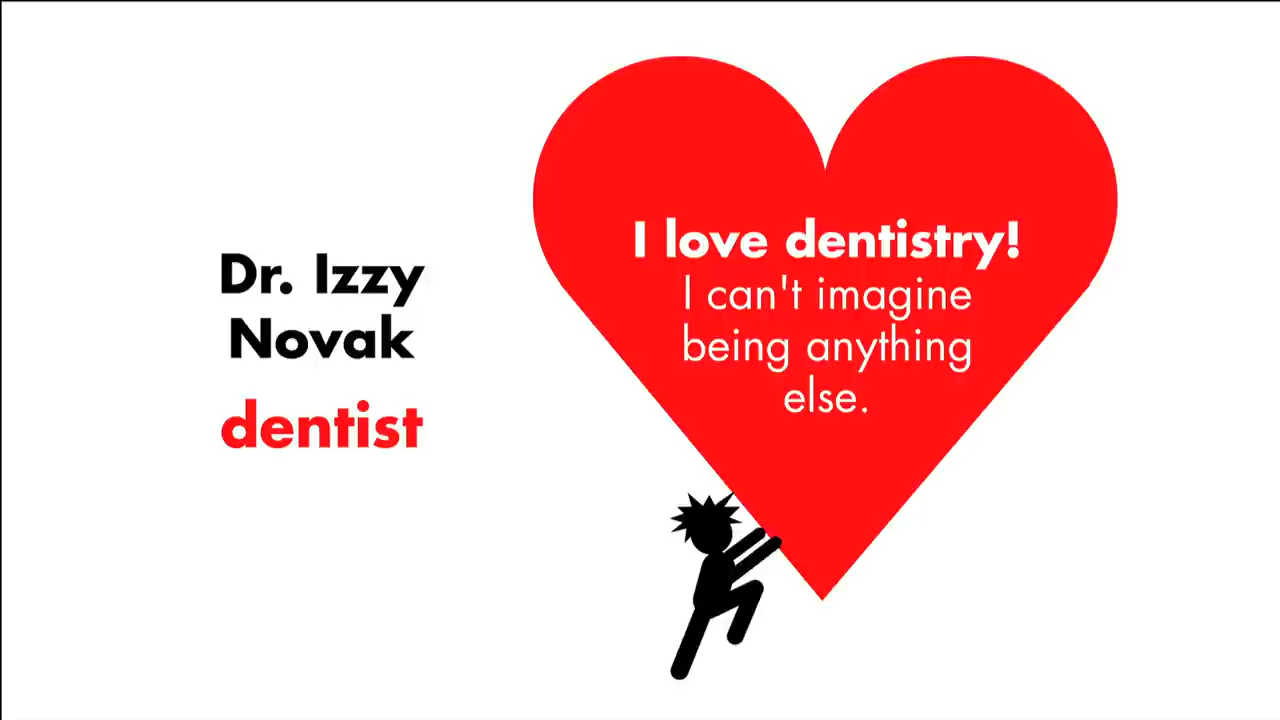 Dr. Izzy
Novak
dentist
I love dentistry!
I can't imagine
being anything
else.